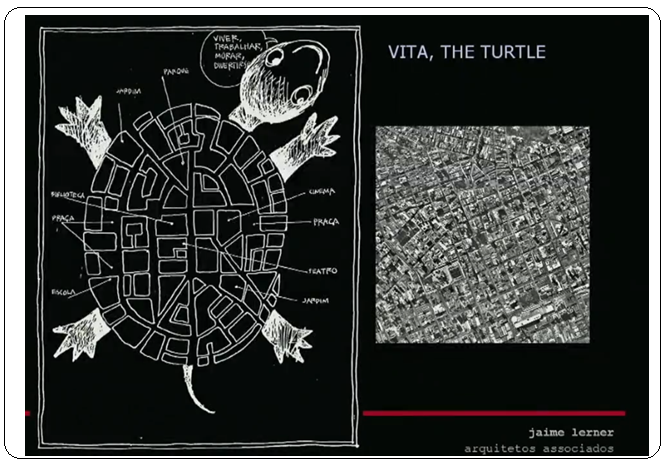 VITA, THE TURTLE
VIVER,
TRABALHAR,
MORAR,
DIVERTIR
PARQUE
JARDIM
BIBLIOTECA
CINEMA
PRAÇA
PRAÇA
TEATRO
ESCOLA
JARDIM
jaime lerner
arquitetos associados